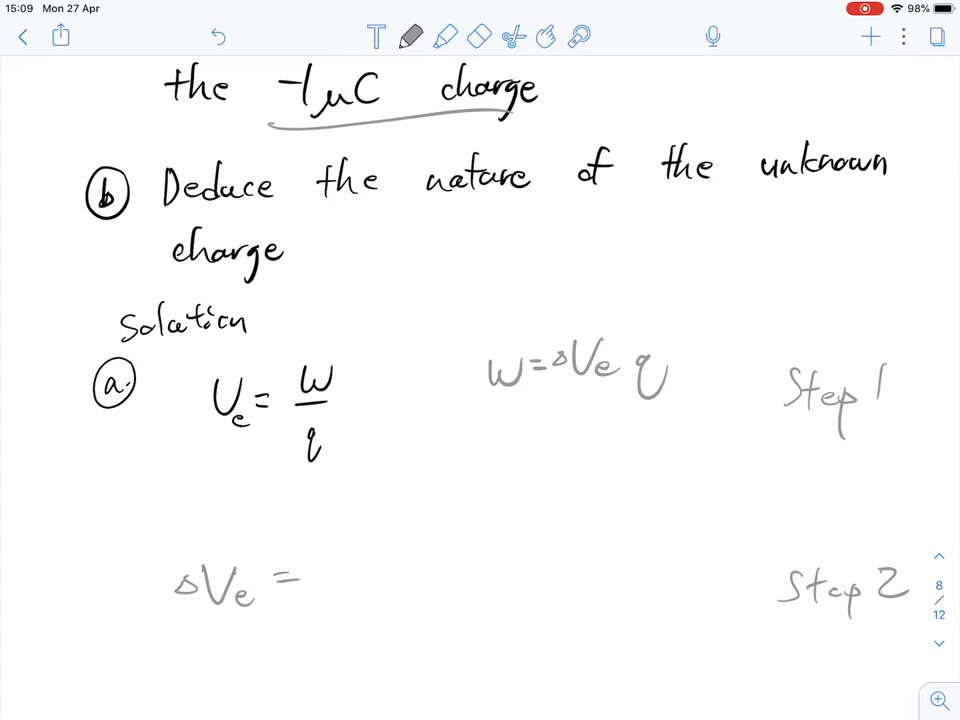 15:09 Mon 27 Apr 98%
T
the -1μC charge
b Deduce the nature of the unknown
charge
Solution
a. Ve = W/q W=ΔVe q Step 1
ΔVe = Step 2
8
/
12